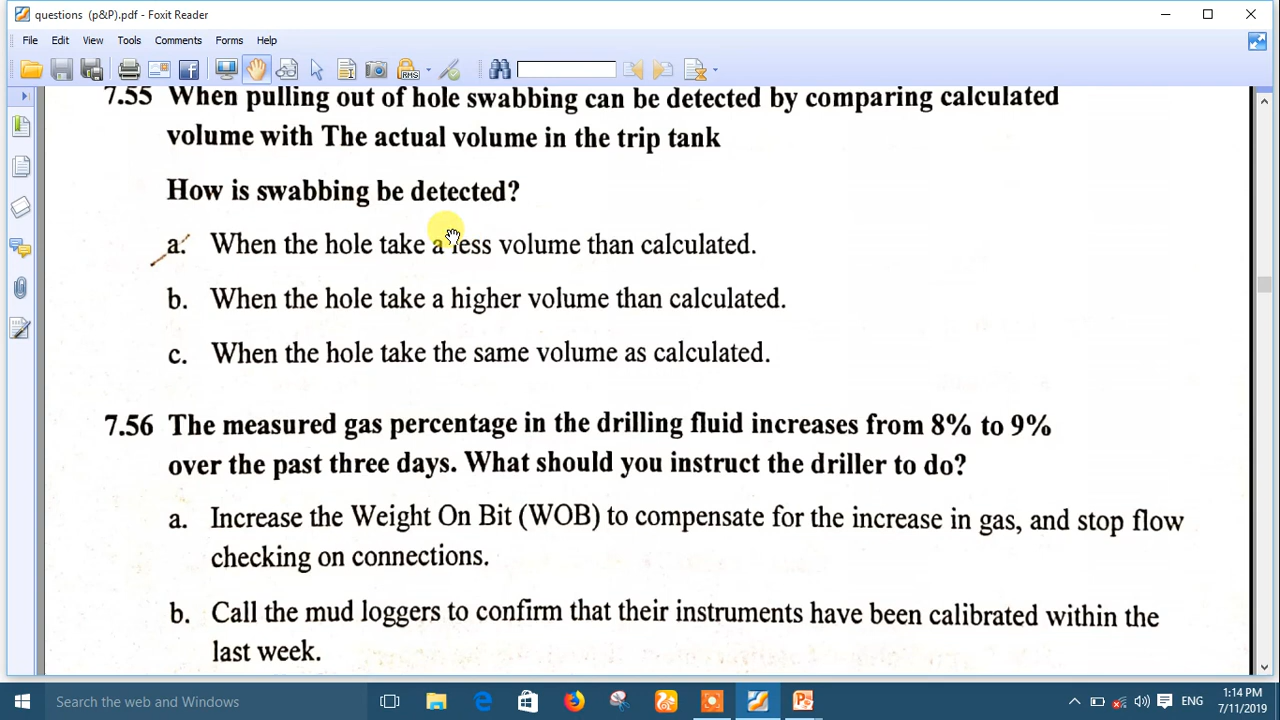 questions (p&P).pdf - Foxit Reader
File Edit View Tools Comments Forms Help
7.55 When pulling out of hole swabbing can be detected by comparing calculated
volume with The actual volume in the trip tank
How is swabbing be detected?
a. When the hole take a less volume than calculated.
b. When the hole take a higher volume than calculated.
c. When the hole take the same volume as calculated.
7.56 The measured gas percentage in the drilling fluid increases from 8% to 9%
over the past three days. What should you instruct the driller to do?
a. Increase the Weight On Bit (WOB) to compensate for the increase in gas, and stop flow
checking on connections.
b. Call the mud loggers to confirm that their instruments have been calibrated within the
last week.
Search the web and Windows
ENG
1:14 PM
7/11/2019